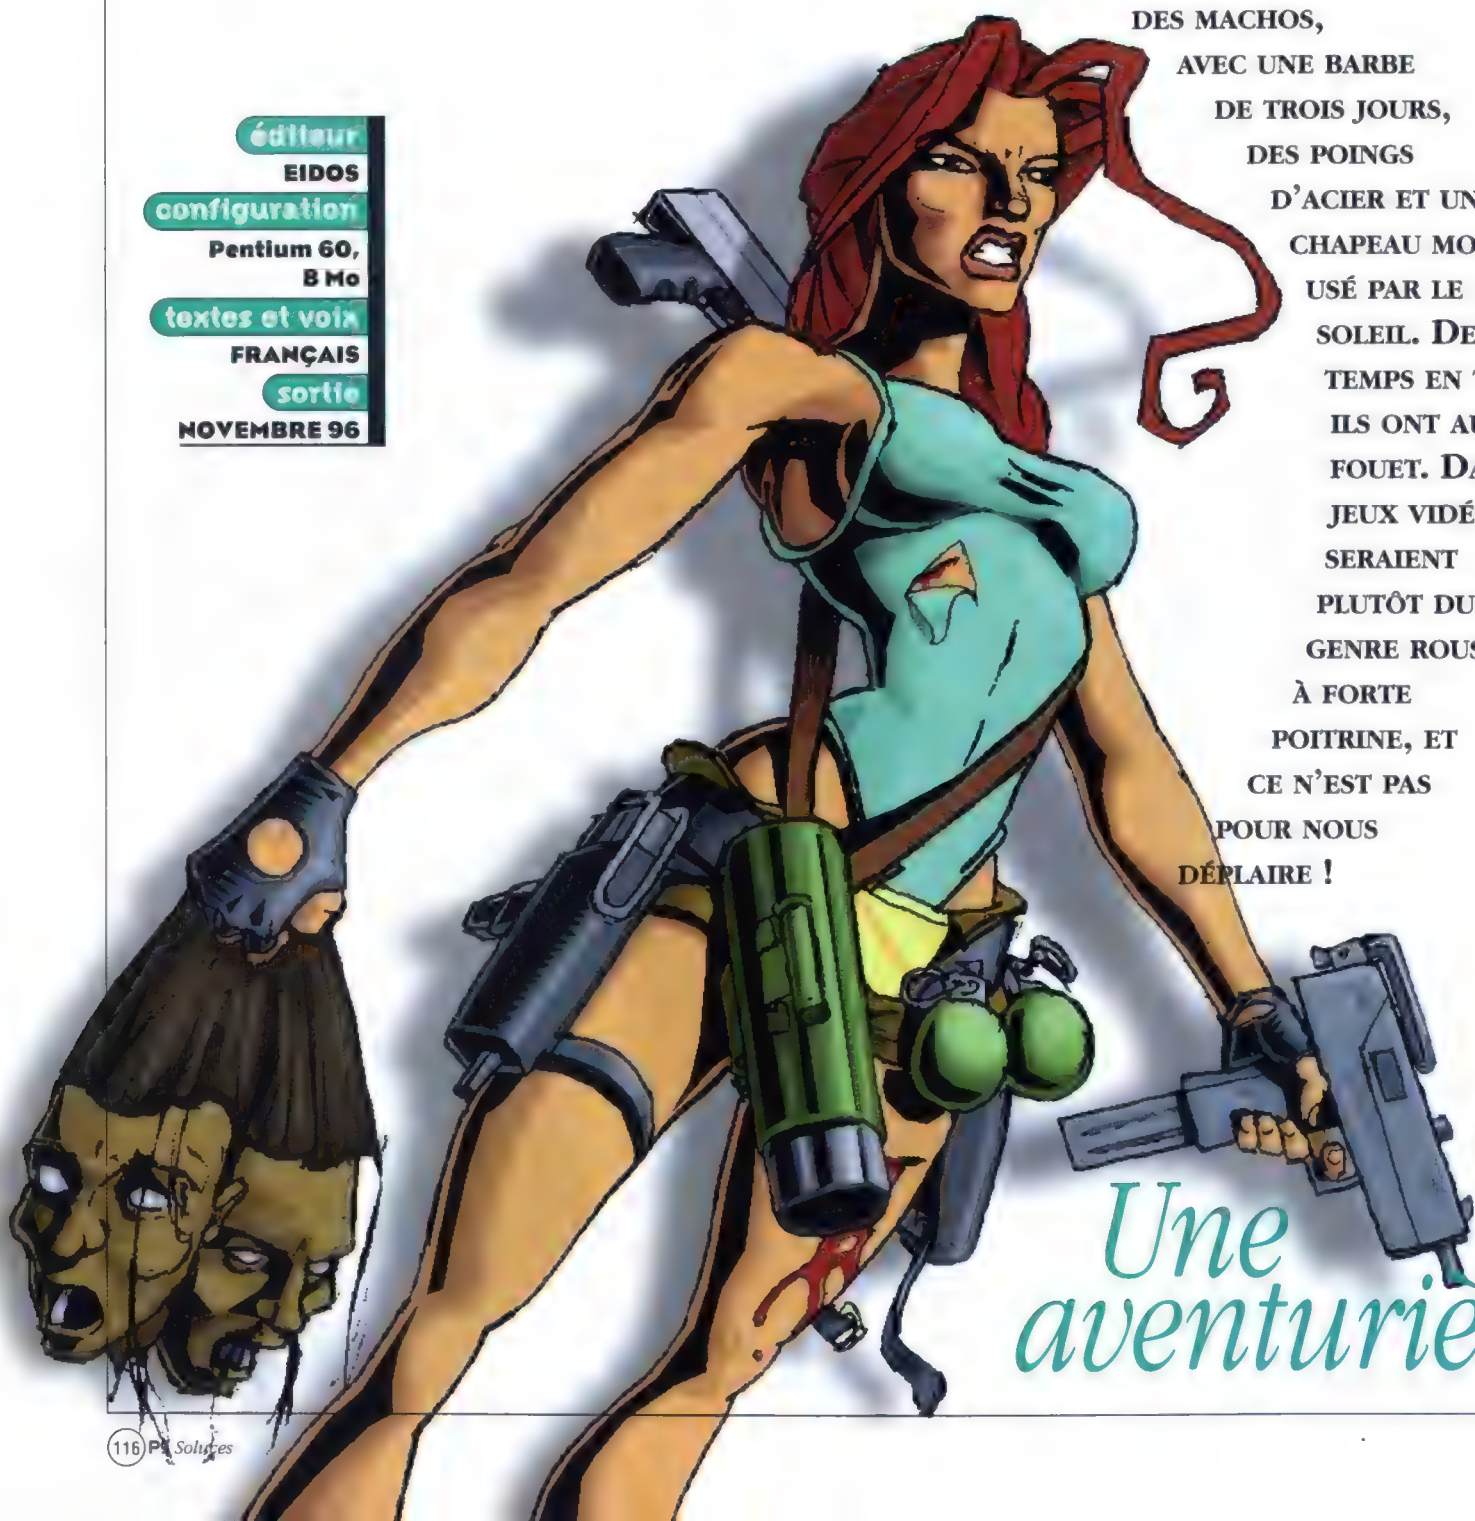 DES MACHOS,
AVEC UNE BARBE
DE TROIS JOURS,
DES POINGS
D'ACIER ET UN
CHAPEAU MO
USÉ PAR LE
SOLEIL. DE
TEMPS EN
ILS ONT AU
FOUET. DA
JEUX VIDÉ
SERAIENT
PLUTÔT DU
GENRE ROUS
À FORTE
POITRINE, ET
CE N'EST PAS
POUR NOUS
DÉPLAIRE !
éditeur
EIDOS
configuration
Pentium 60,
8 Mo
textes et voix
FRANÇAIS
sortie
NOVEMBRE 96
Une
aventuriè
116 PC Soluces